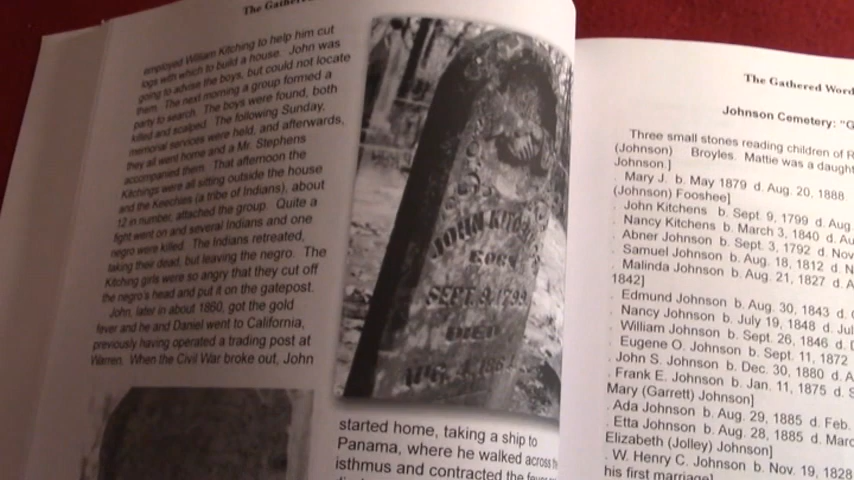 The Gathered
employed William Kitching to help him cut
logs with which to build a house. John was
going to advise the boys, but could not locate
them. The next morning a group formed a
party to search. The boys were found, both
killed and scalped. The following Sunday,
memorial services were held, and afterwards,
they all went home and a Mr. Stephens
accompanied them. That afternoon the
Kitchings were all sitting outside the house
and the Keechies (a tribe of Indians), about
12 in number, attached the group. Quite a
fight went on and several Indians and one
negro were killed. The Indians retreated,
taking their dead, but leaving the negro. The
Kitching girls were so angry that they cut off
the negro's head and put it on the gatepost.
John, later in about 1860, got the gold
fever and he and Daniel went to California,
previously having operated a trading post at
Warren. When the Civil War broke out, John
JOHN
BORN
SEPT. 9, 1799
DIED
AUG. 4, 1864
started home, taking a ship to
Panama, where he walked across
isthmus and contracted the
The Gathered Word
Johnson Cemetery: "G
Three small stones reading children of R
(Johnson) Broyles. Mattie was a daught
Johnson.]
. Mary J. b. May 1879 d. Aug. 20, 1888
(Johnson) Fooshee]
. John Kitchens b. Sept. 9, 1799 d. Aug.
. Nancy Kitchens b. March 3, 1840 d. Au
. Abner Johnson b. Sept. 3, 1792 d. Nov
. Samuel Johnson b. Aug. 18, 1812 d. N
. Malinda Johnson b. Aug. 21, 1827 d. A
1842]
. Edmund Johnson b. Aug. 30, 1843 d.
. Nancy Johnson b. July 19, 1848 d. Jul
. William Johnson b. Sept. 26, 1846 d. D
. Eugene O. Johnson b. Sept. 11, 1872
. John S. Johnson b. Dec. 30, 1880 d. A
. Frank E. Johnson b. Jan. 11, 1875 d. S
Mary (Garrett) Johnson]
. Ada Johnson b. Aug. 29, 1885 d. Feb.
. Etta Johnson b. Aug. 28, 1885 d. Marc
Elizabeth (Jolley) Johnson]
. W. Henry C. Johnson b. Nov. 19, 1828
his first marriage]